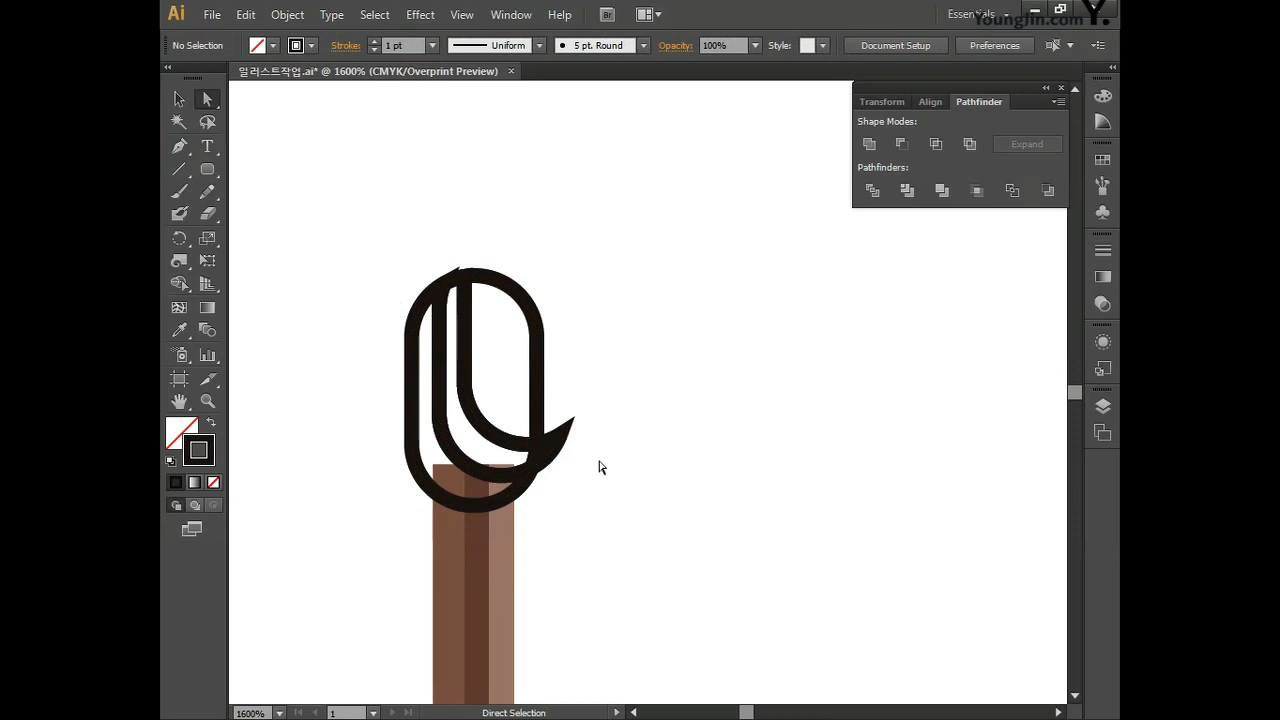 Ai File Edit Object Type Select Effect View Window Help Br Essentials
Younglin.com Y.
No Selection Stroke: 1 pt Uniform 5 pt. Round Opacity: 100% Style: Document Setup Preferences
일러스트작업.ai* @ 1600% (CMYK/Overprint Preview)
Transform Align Pathfinder
Shape Modes:
Expand
Pathfinders:
1600% 1 Direct Selection